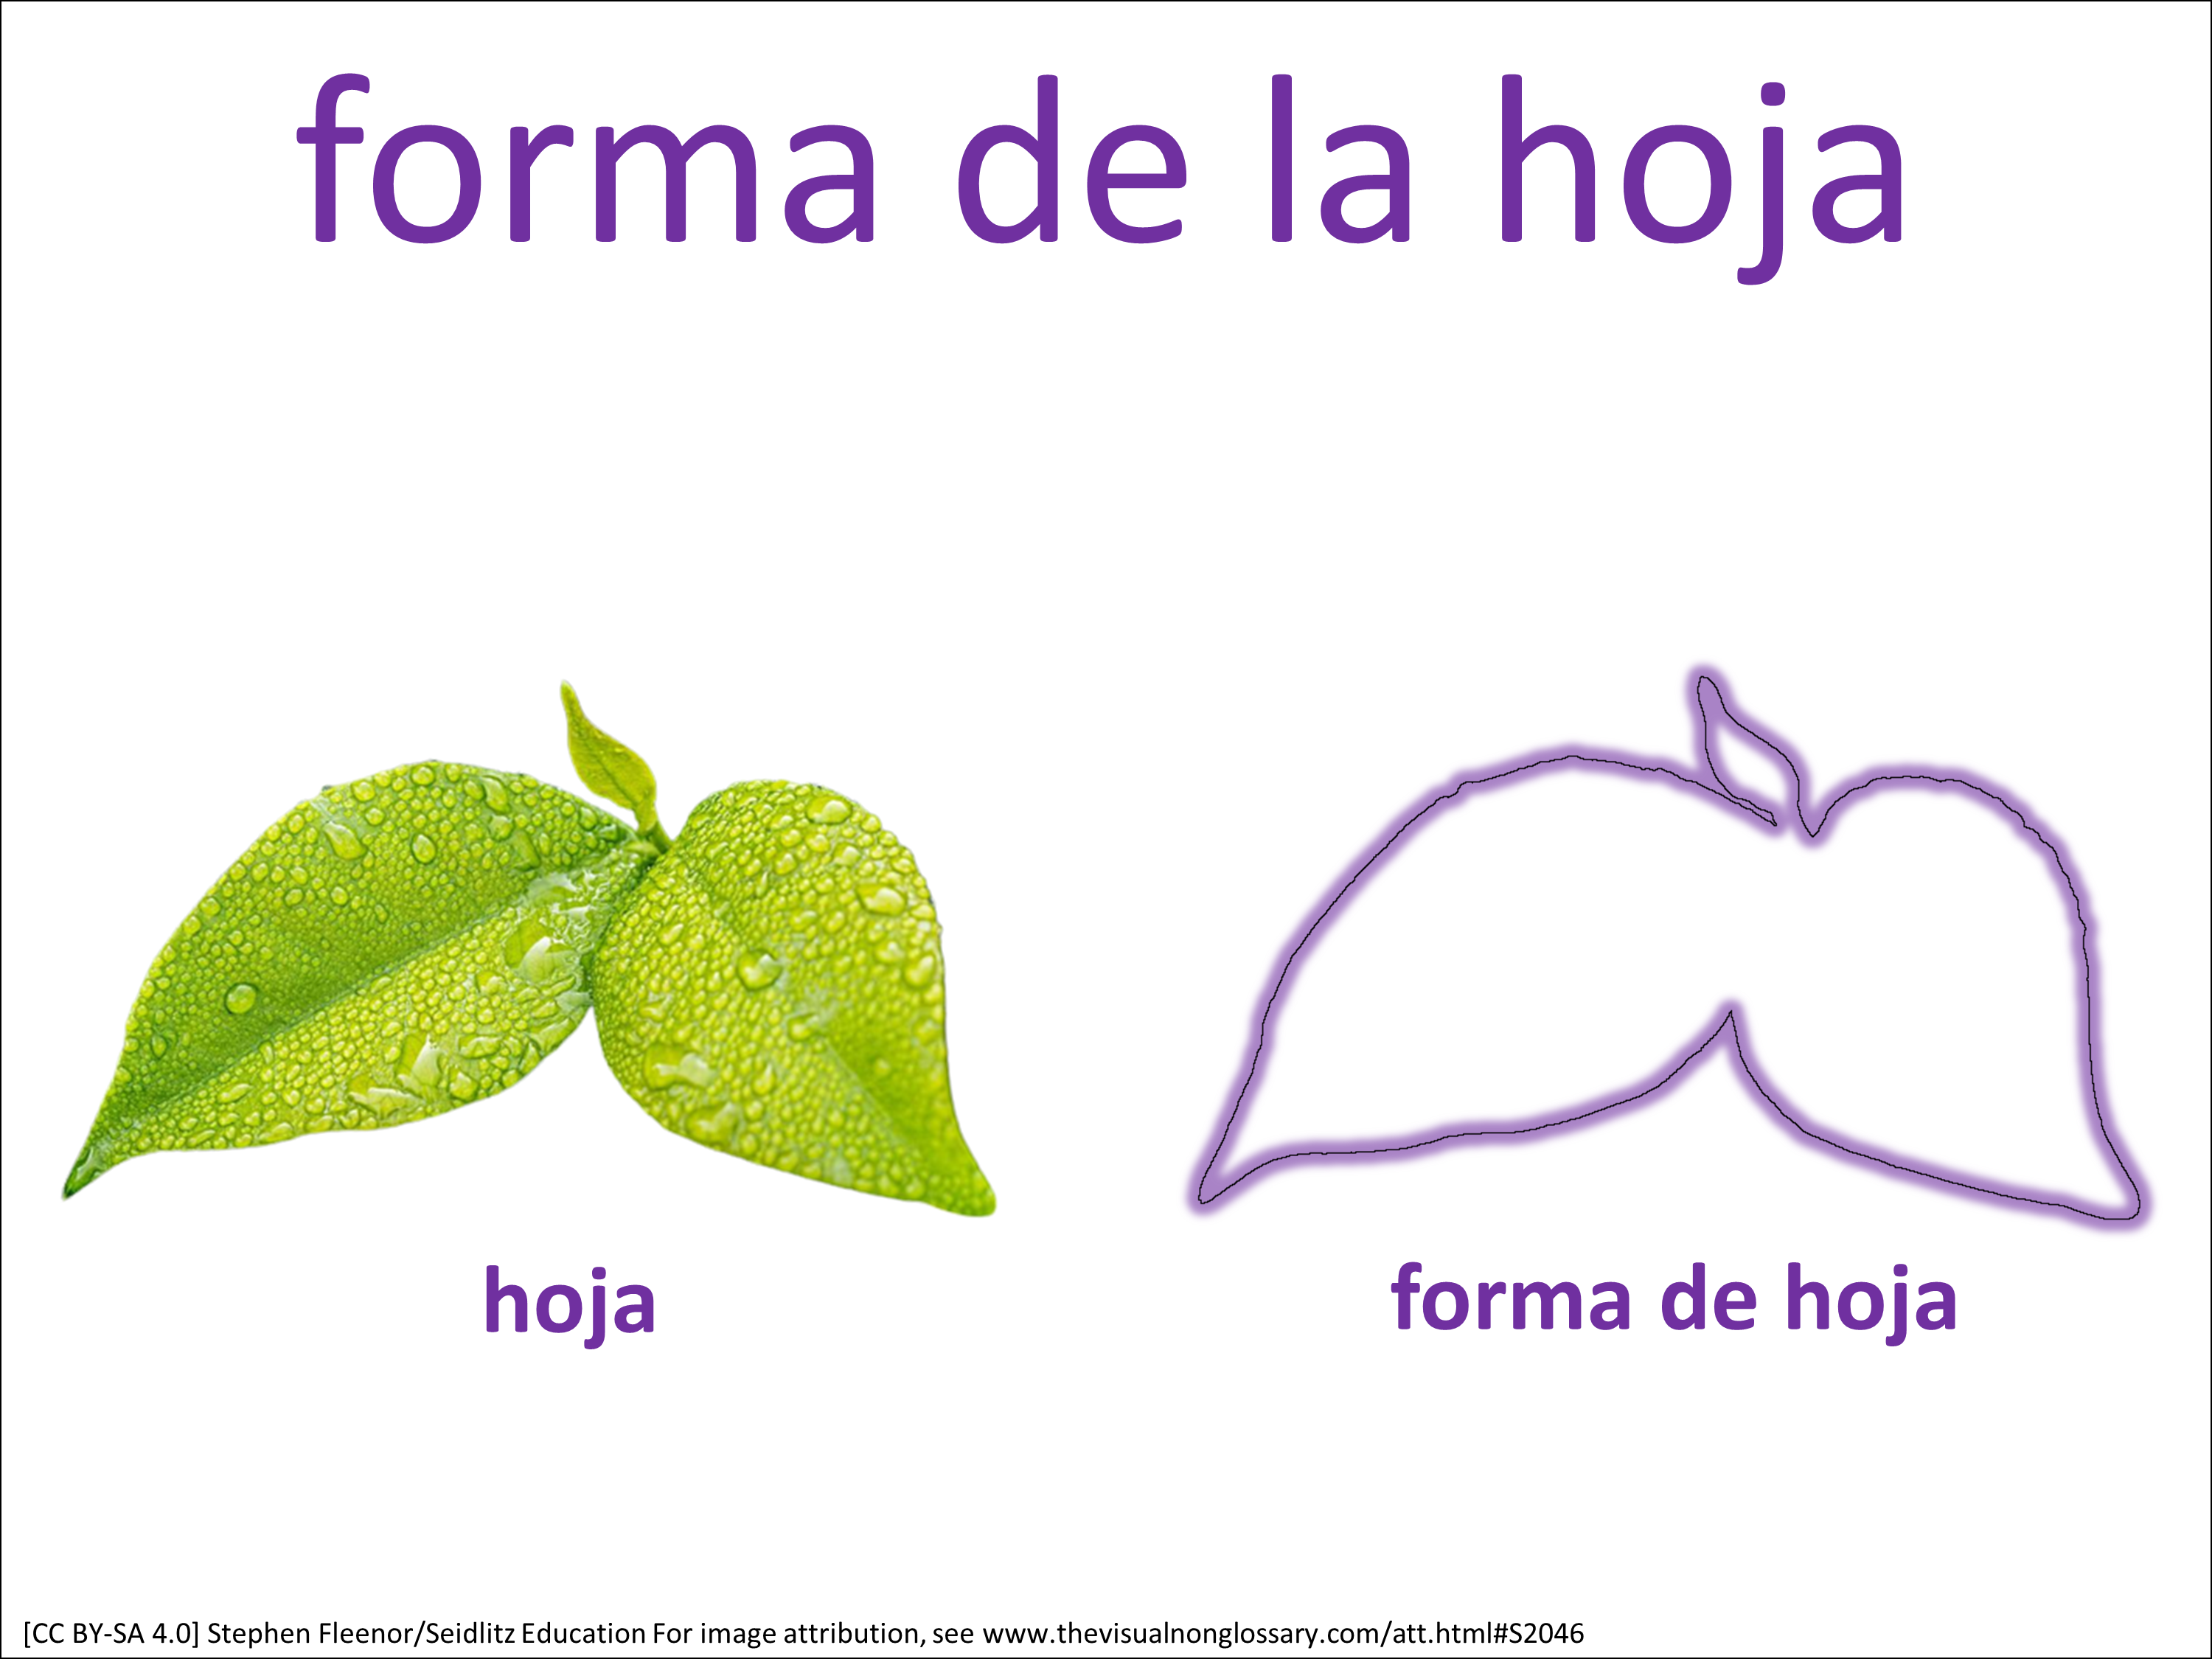 forma de la hoja
hoja
forma de hoja
[CC BY-SA 4.0] Stephen Fleenor/Seidlitz Education For image attribution, see www.thevisualnonglossary.com/att.html#S2046